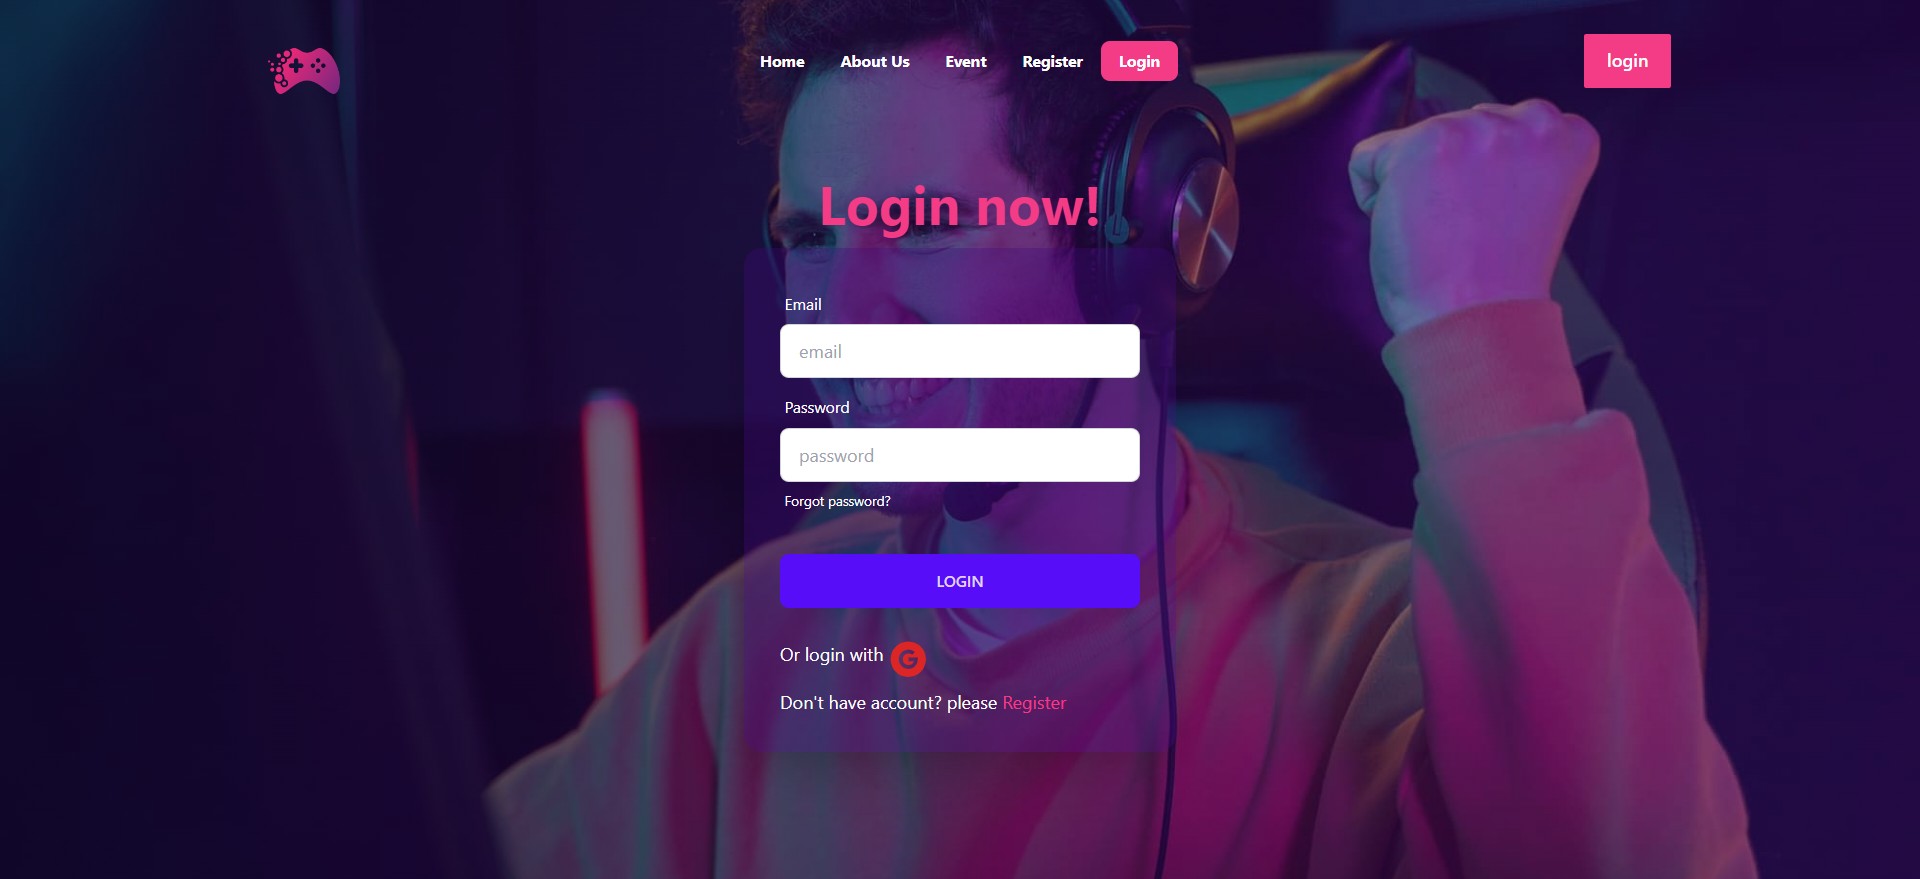 Home About Us Event Register Login login
Login now!
Email
email
Password
password
Forgot password?
LOGIN
Or login with G
Don't have account? please Register